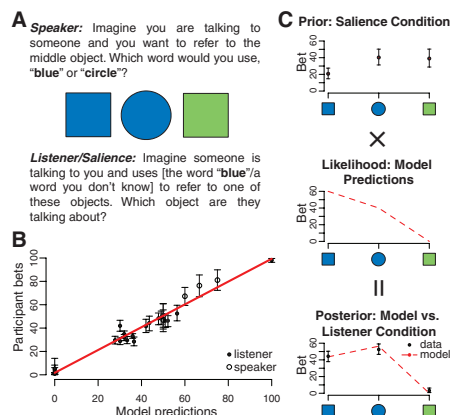 A
Speaker: Imagine you are talking to
someone and you want to refer to the
middle object. Which word would you use,
"blue" or "circle"?
Listener/Salience: Imagine someone is
talking to you and uses [the word "blue"/a
word you don't know] to refer to one of
these objects. Which object are they
talking about?
B
Participant bets
0 20 40 60 80 100
0 20 40 60 80 100
Model predictions
listener
speaker
C
Prior: Salience Condition
Bet
0 20 40 60
×
Likelihood: Model
Predictions
Bet
0 20 40 60
=
Posterior: Model vs.
Listener Condition
Bet
0 20 40 60
data
model